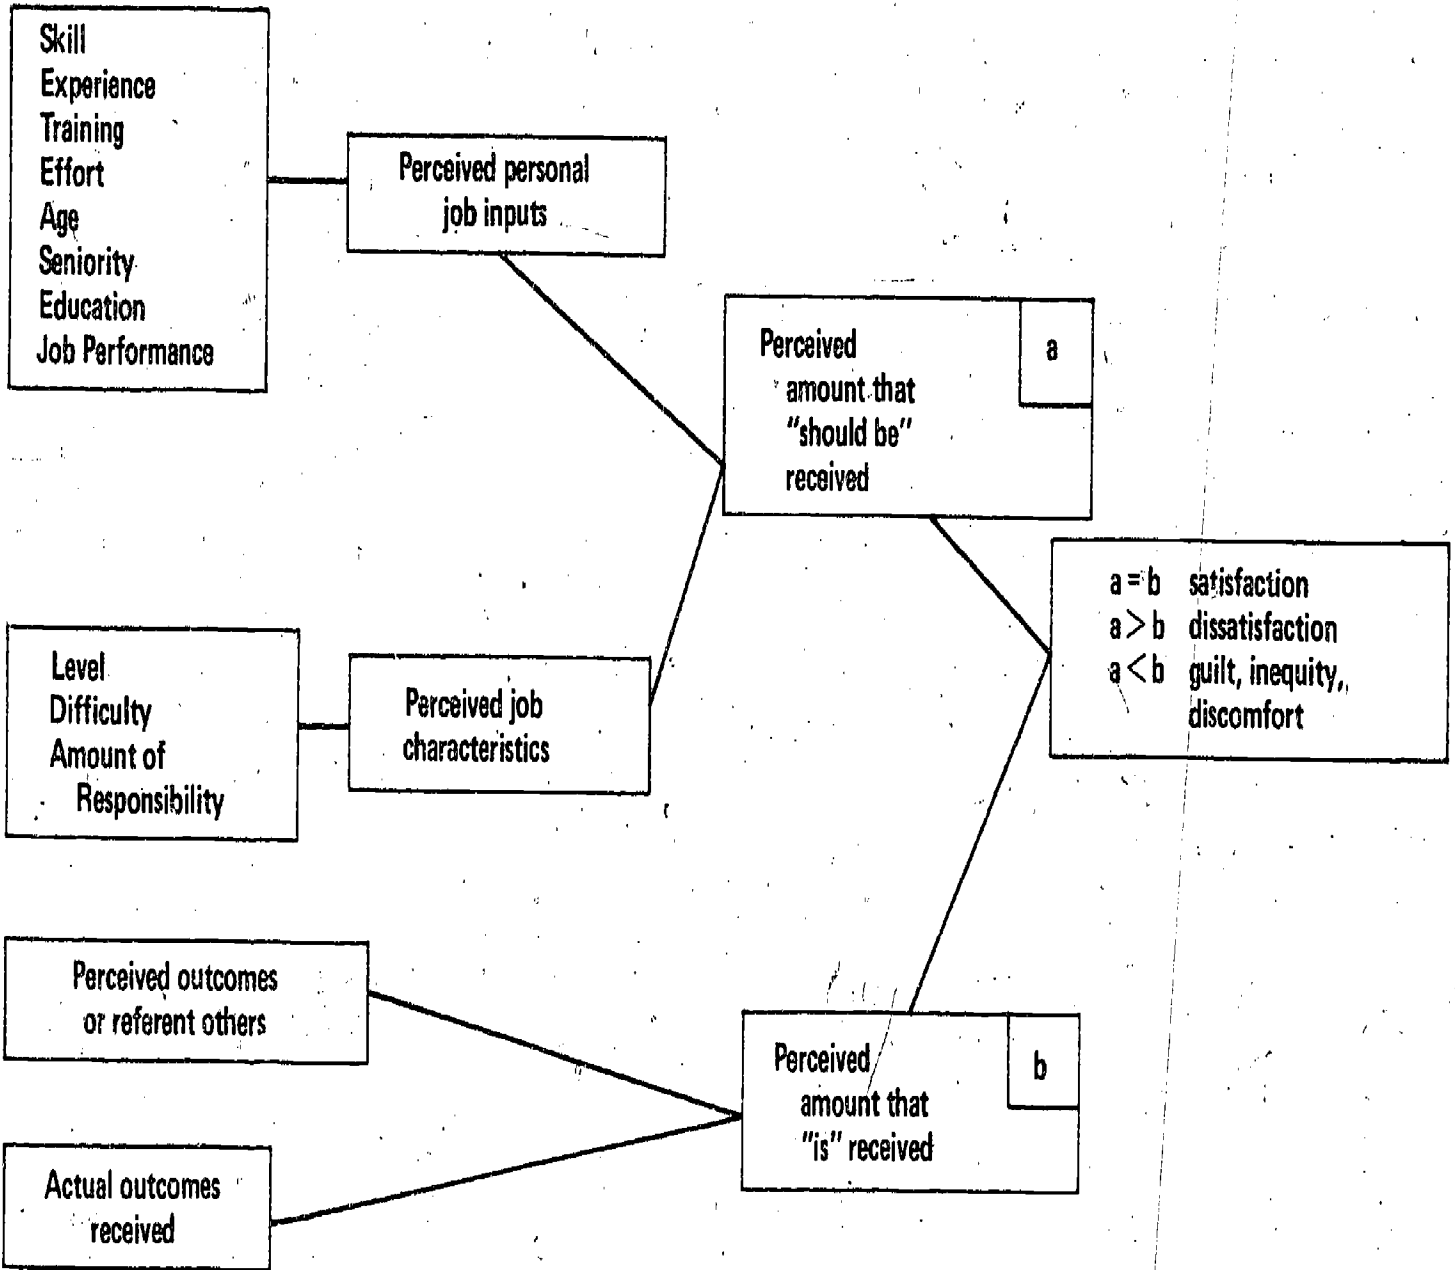 Skill
Experience
Training
Effort
Age
Seniority
Education
Job Performance
Perceived personal
job inputs
Perceived
amount that
“should be”
received
a
a = b satisfaction
a > b dissatisfaction
a < b guilt, inequity,
discomfort
Level
Difficulty
Amount of
Responsibility
Perceived job
characteristics
Perceived outcomes
or referent others
Perceived
amount that
“is” received
b
Actual outcomes
received